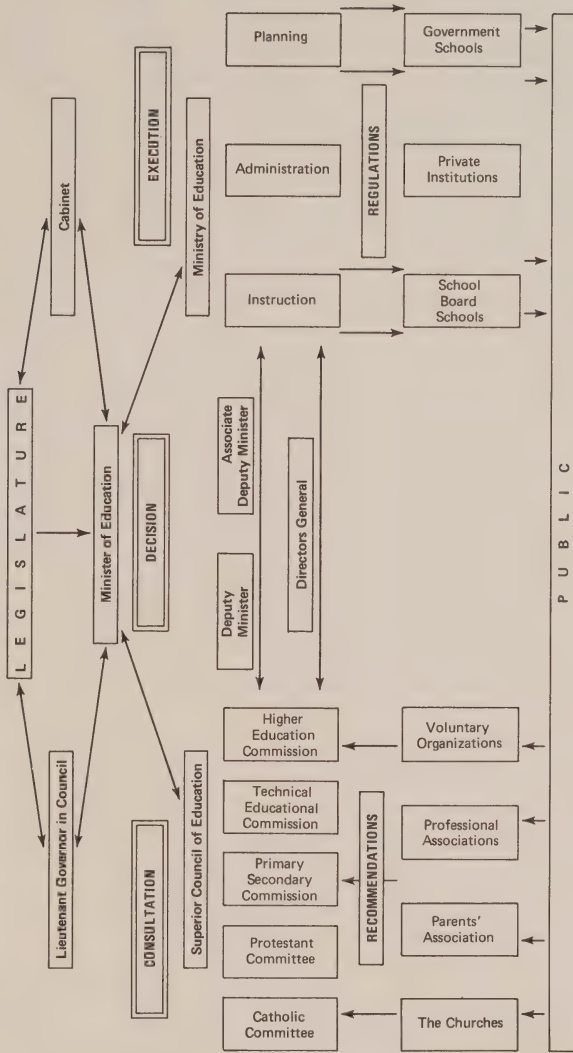 LEGISLATURE
Lieutenant Governor in Council
Cabinet
Minister of Education
CONSULTATION
DECISION
EXECUTION
Superior Council of Education
Ministry of Education
Catholic
Committee
Protestant
Committee
Primary
Secondary
Commission
Technical
Educational
Commission
Higher
Education
Commission
Deputy
Minister
Associate
Deputy Minister
Directors General
Instruction
Administration
Planning
RECOMMENDATIONS
REGULATIONS
The Churches
Parents'
Association
Professional
Associations
Voluntary
Organizations
School
Board
Schools
Private
Institutions
Government
Schools
PUBLIC